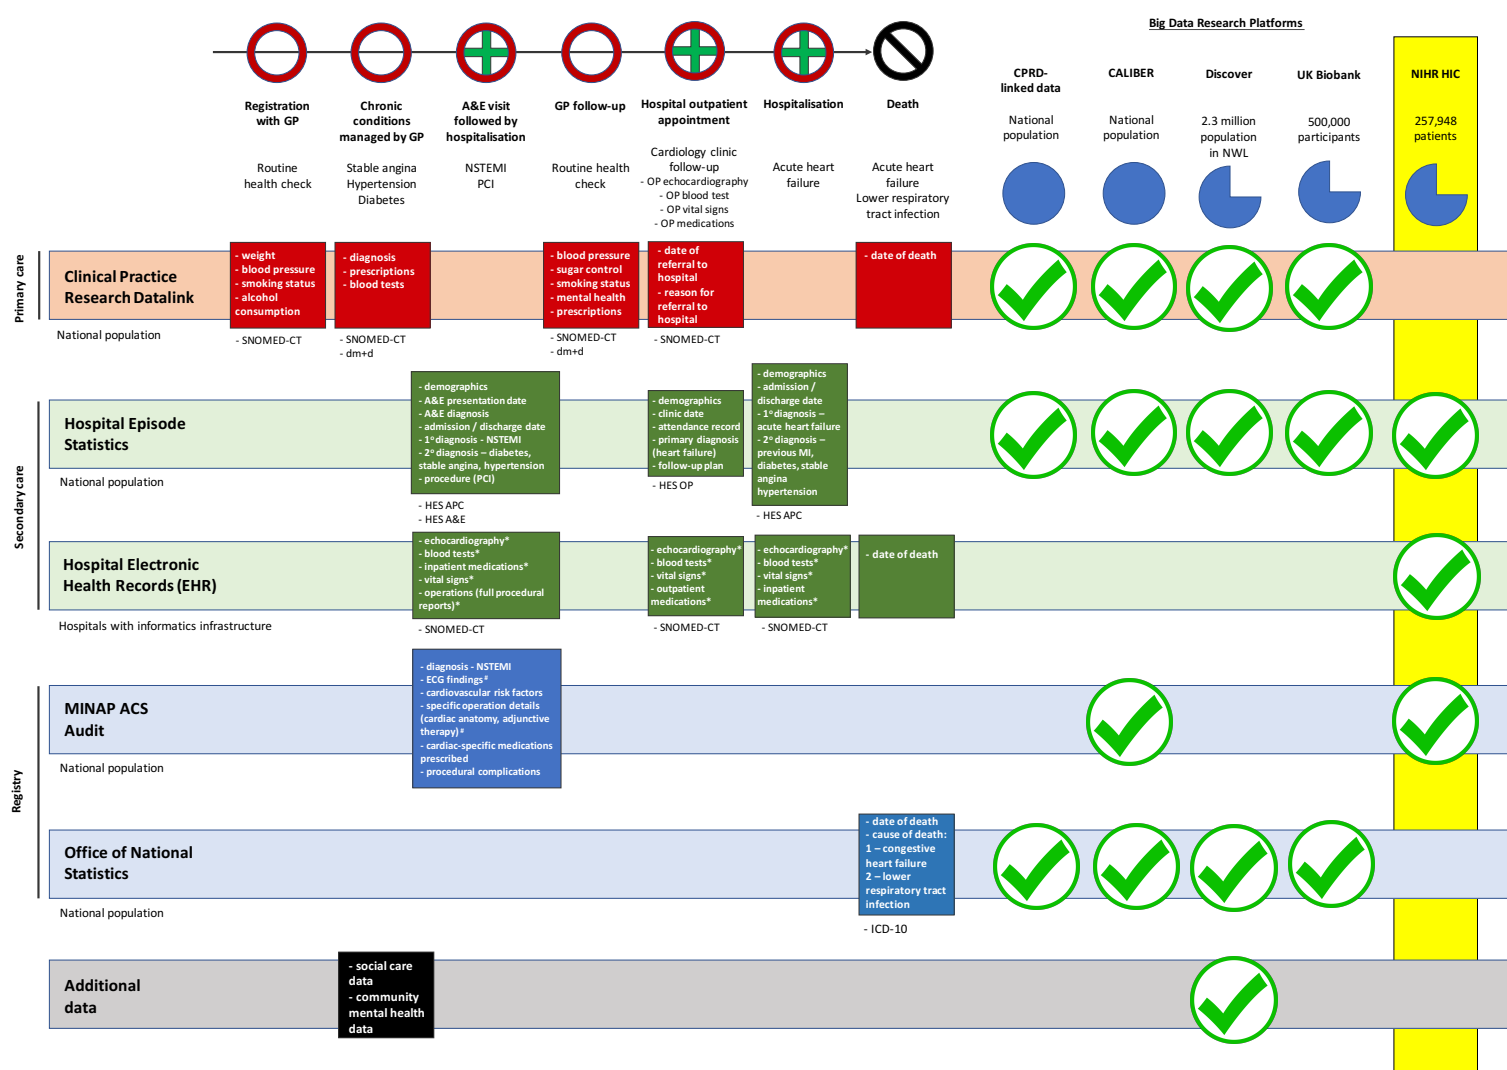 Big Data Research Platforms
Registration
with GP
Routine
health check
Chronic
conditions
managed by GP
Stable angina
Hypertension
Diabetes
A&E visit
followed by
hospitalisation
NSTEMI
PCI
GP follow-up
Routine health
check
Hospital outpatient
appointment
Cardiology clinic
follow-up
- OP echocardiography
- OP blood test
- OP vital signs
- OP medications
Hospitalisation
Acute heart
failure
Death
Acute heart
failure
Lower respiratory
tract infection
CPRD-
linked data
National
population
CALIBER
National
population
Discover
2.3 million
population
in NWL
UK Biobank
500,000
participants
NIHR HIC
257,948
patients
Primary care
Clinical Practice
Research Datalink
National population
- weight
- blood pressure
- smoking status
- alcohol
consumption
- SNOMED-CT
- diagnosis
- prescriptions
- blood tests
- SNOMED-CT
- dm+d
- blood pressure
- sugar control
- smoking status
- mental health
- prescriptions
- SNOMED-CT
- dm+d
- date of
referral to
hospital
- reason for
referral to
hospital
- SNOMED-CT
- date of death
Secondary care
Hospital Episode
Statistics
National population
- demographics
- A&E presentation date
- A&E diagnosis
- admission / discharge date
- 1º diagnosis - NSTEMI
- 2º diagnosis – diabetes,
stable angina, hypertension
- procedure (PCI)
- HES APC
- HES A&E
- demographics
- clinic date
- attendance record
- primary diagnosis
(heart failure)
- follow-up plan
- HES OP
- demographics
- admission /
discharge date
- 1º diagnosis –
acute heart failure
- 2º diagnosis –
previous MI,
diabetes, stable
angina
hypertension
- HES APC
Hospital Electronic
Health Records (EHR)
Hospitals with informatics infrastructure
- echocardiography*
- blood tests*
- inpatient medications*
- vital signs*
- operations (full procedural
reports)*
- SNOMED-CT
- echocardiography*
- blood tests*
- vital signs*
- outpatient
medications*
- SNOMED-CT
- echocardiography*
- blood tests*
- vital signs*
- inpatient
medications*
- SNOMED-CT
- date of death
Registry
MINAP ACS
Audit
National population
- diagnosis - NSTEMI
- ECG findings#
- cardiovascular risk factors
- specific operation details
(cardiac anatomy, adjunctive
therapy)#
- cardiac-specific medications
prescribed
- procedural complications
Office of National
Statistics
National population
- date of death
- cause of death:
1 – congestive
heart failure
2 – lower
respiratory tract
infection
- ICD-10
Additional
data
- social care
data
- community
mental health
data